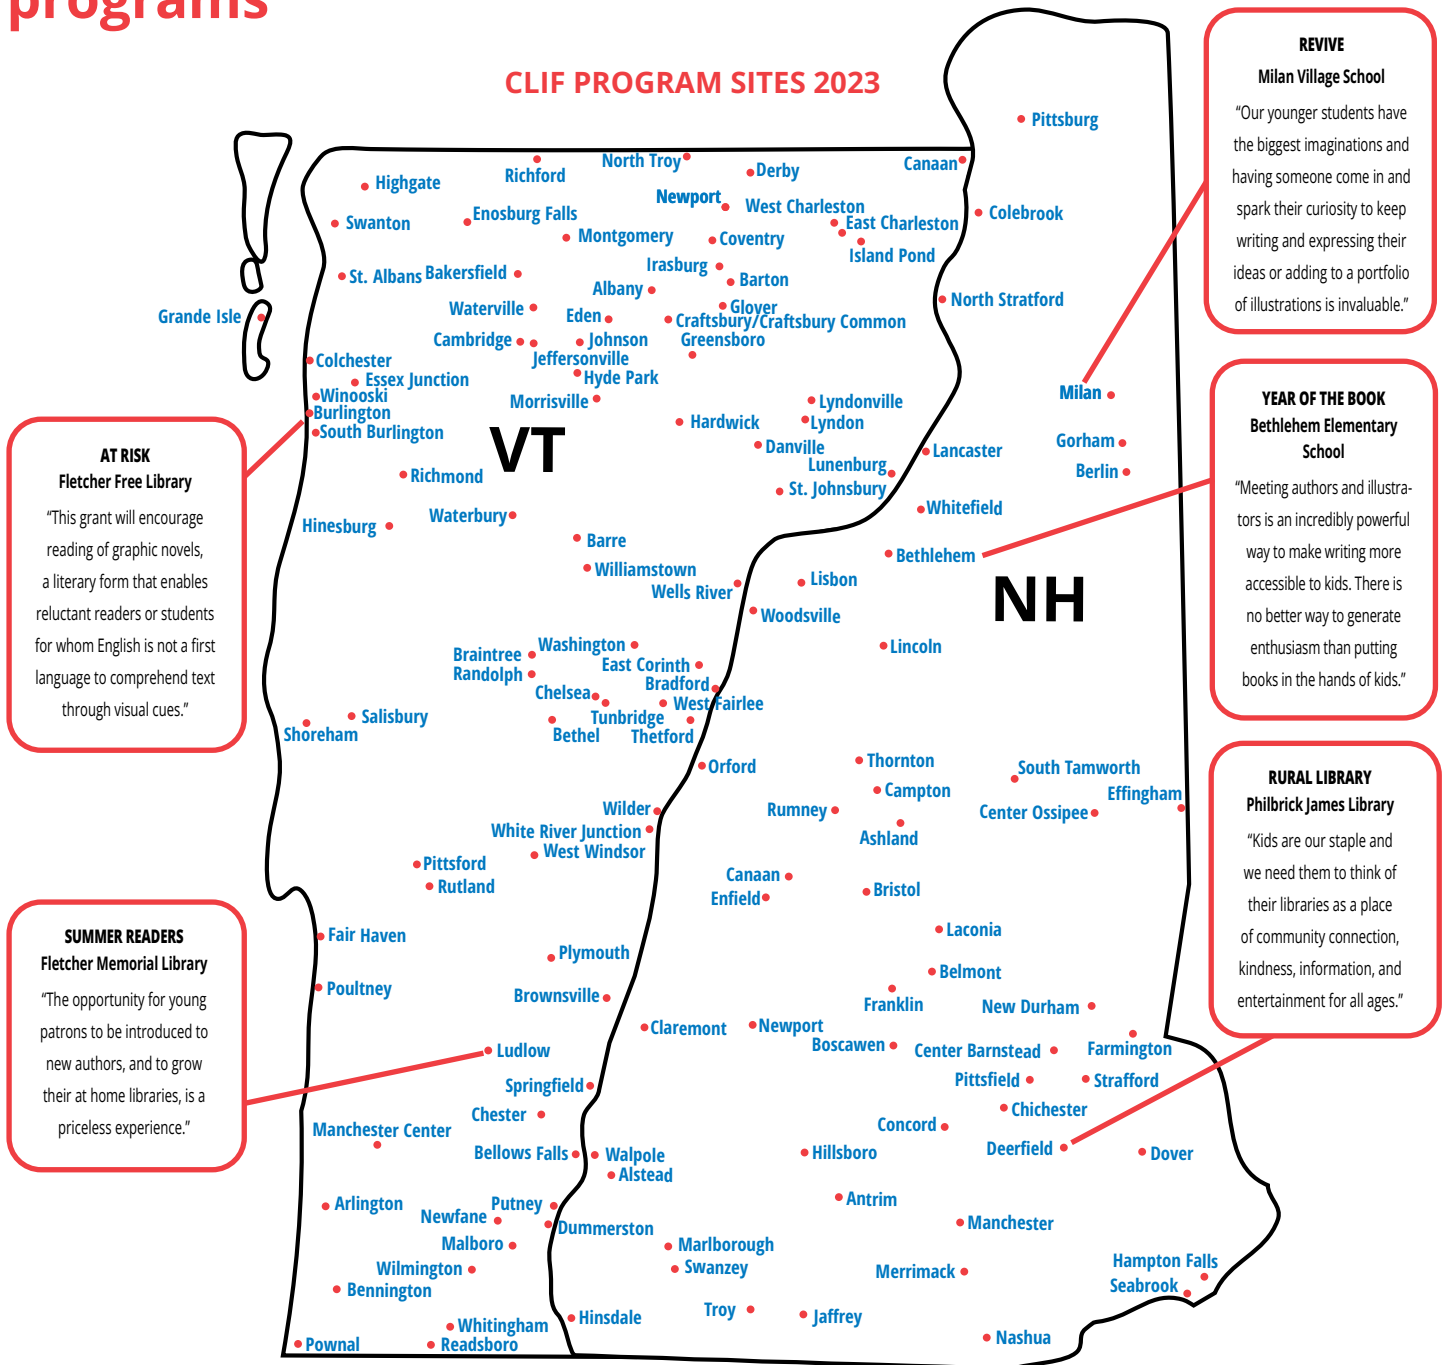 programs
CLIF PROGRAM SITES 2023
REVIVE
Milan Village School
“Our younger students have
the biggest imaginations and
having someone come in and
spark their curiosity to keep
writing and expressing their
ideas or adding to a portfolio
of illustrations is invaluable.”
YEAR OF THE BOOK
Bethlehem Elementary
School
“Meeting authors and illustra-
tors is an incredibly powerful
way to make writing more
accessible to kids. There is
no better way to generate
enthusiasm than putting
books in the hands of kids.”
RURAL LIBRARY
Philbrick James Library
“Kids are our staple and
we need them to think of
their libraries as a place
of community connection,
kindness, information, and
entertainment for all ages.”
AT RISK
Fletcher Free Library
“This grant will encourage
reading of graphic novels,
a literary form that enables
reluctant readers or students
for whom English is not a first
language to comprehend text
through visual cues.”
SUMMER READERS
Fletcher Memorial Library
“The opportunity for young
patrons to be introduced to
new authors, and to grow
their at home libraries, is a
priceless experience.”
VT
Richford
North Troy
Derby
Canaan
Highgate
Newport
West Charleston
Swanton
Enosburg Falls
East Charleston
Montgomery
Coventry
Island Pond
Irasburg
St. Albans
Bakersfield
Barton
Albany
Waterville
Glover
Grande Isle
Eden
Craftsbury/Craftsbury Common
Cambridge
Johnson
Greensboro
Jeffersonville
Colchester
Essex Junction
Hyde Park
Winooski
Morrisville
Lyndonville
Burlington
Hardwick
Lyndon
South Burlington
Danville
Lunenburg
Richmond
St. Johnsbury
Waterbury
Hinesburg
Barre
Williamstown
Wells River
Washington
Braintree
East Corinth
Randolph
Bradford
Chelsea
West Fairlee
Salisbury
Tunbridge
Shoreham
Bethel
Thetford
Wilder
White River Junction
West Windsor
Pittsford
Rutland
Fair Haven
Plymouth
Poultney
Brownsville
Ludlow
Springfield
Chester
Manchester Center
Bellows Falls
Arlington
Putney
Newfane
Dummerston
Malboro
Wilmington
Bennington
Whitingham
Pownal
Readsboro
NH
Pittsburg
Colebrook
North Stratford
Milan
Gorham
Lancaster
Berlin
Whitefield
Bethlehem
Lisbon
Woodsville
Lincoln
Orford
Thornton
South Tamworth
Campton
Effingham
Rumney
Center Ossipee
Ashland
Canaan
Enfield
Bristol
Laconia
Belmont
Franklin
New Durham
Claremont
Newport
Boscawen
Center Barnstead
Farmington
Pittsfield
Strafford
Chichester
Concord
Deerfield
Dover
Hillsboro
Walpole
Alstead
Antrim
Manchester
Marlborough
Swanzey
Merrimack
Hampton Falls
Seabrook
Troy
Jaffrey
Hinsdale
Nashua